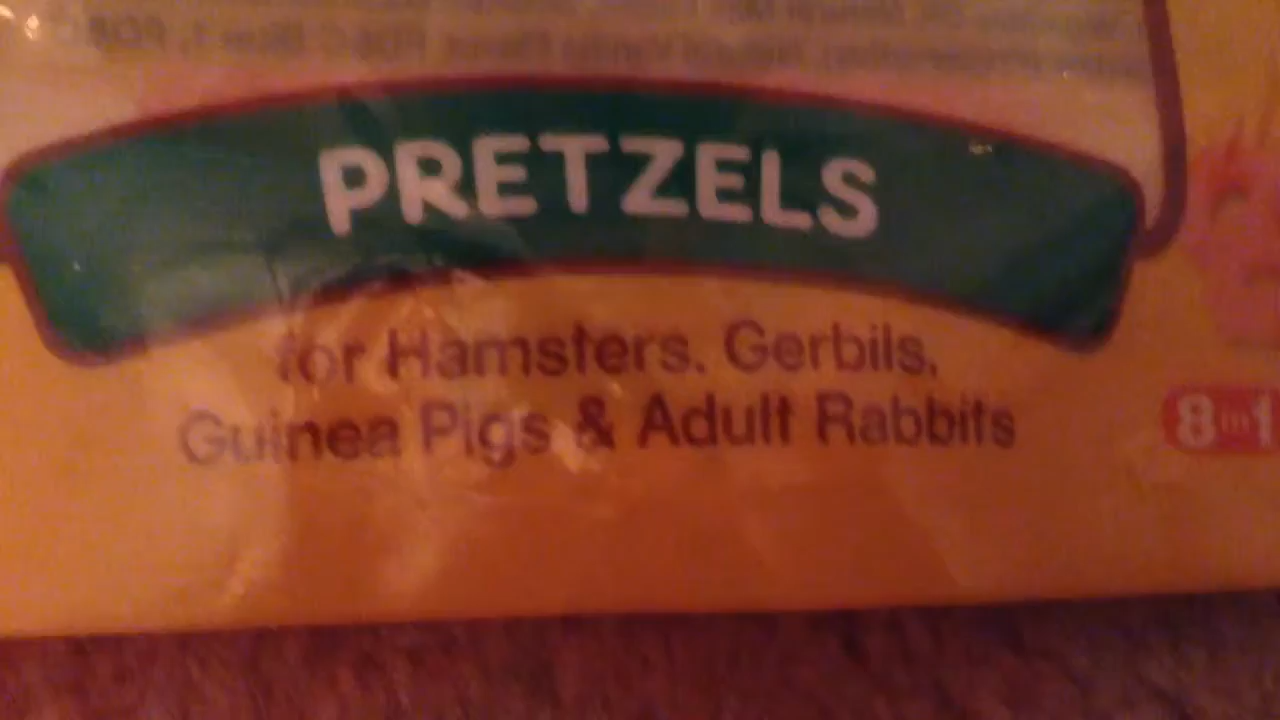 PRETZELS
for Hamsters, Gerbils,
Guinea Pigs & Adult Rabbits
8 in 1